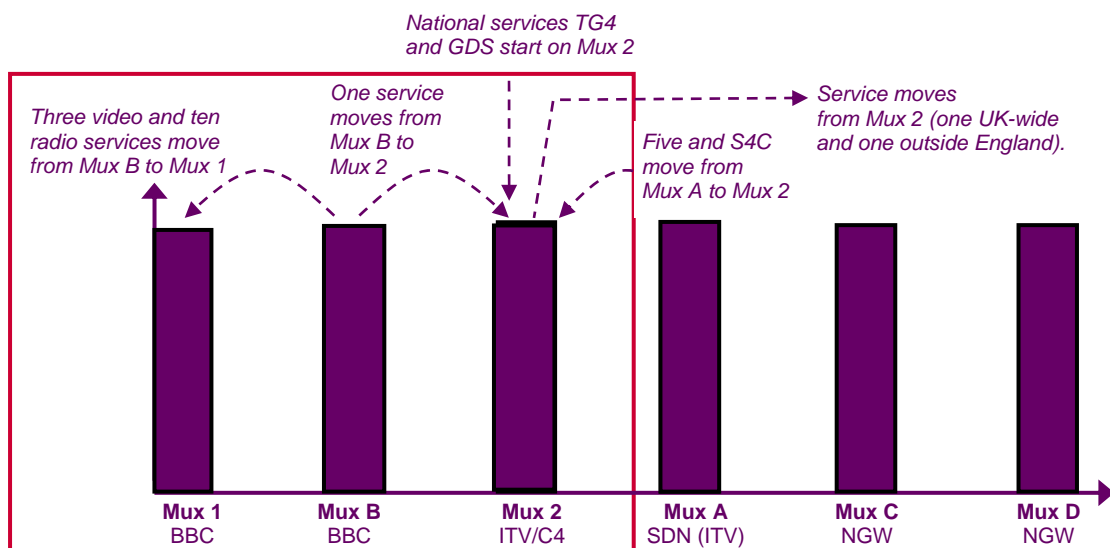 National services TG4
and GDS start on Mux 2
Three video and ten
radio services move
from Mux B to Mux 1
One service
moves from
Mux B to
Mux 2
Five and S4C
move from
Mux A to Mux 2
Service moves
from Mux 2 (one UK-wide
and one outside England).
Mux 1
BBC
Mux B
BBC
Mux 2
ITV/C4
Mux A
SDN (ITV)
Mux C
NGW
Mux D
NGW